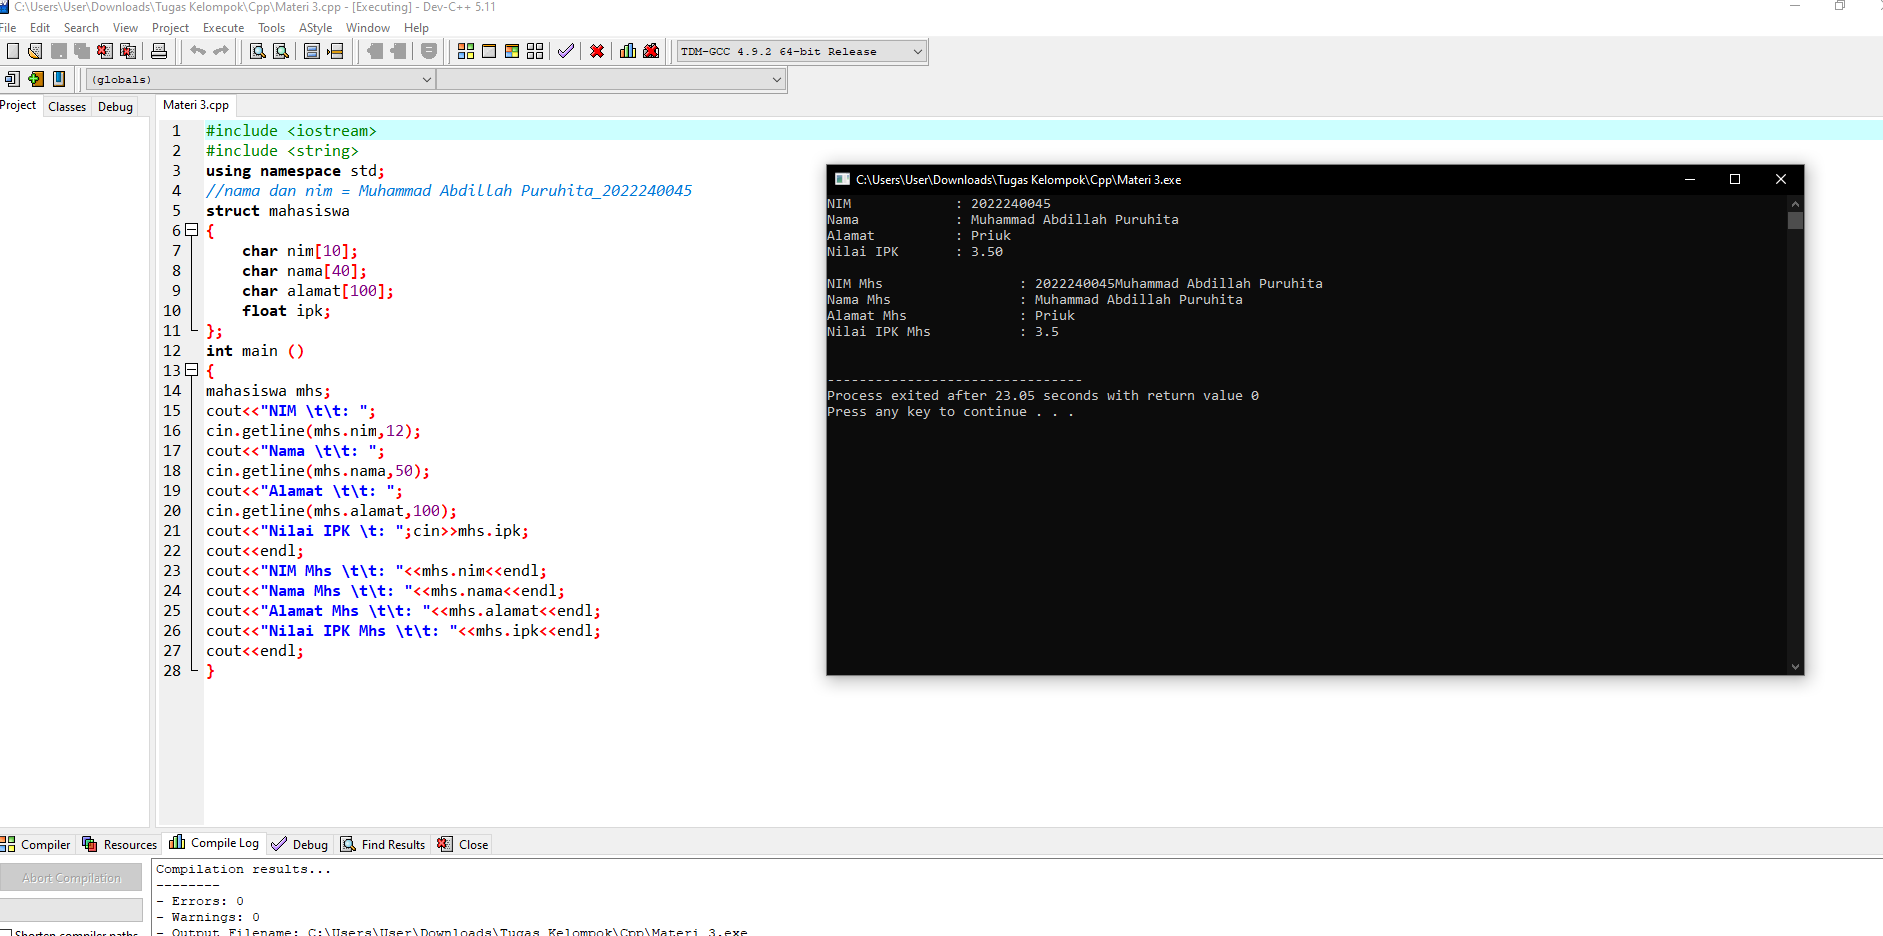 C:\Users\User\Downloads\Tugas Kelompok\Cpp\Materi 3.cpp - [Executing] - Dev-C++ 5.11
File Edit Search View Project Execute Tools AStyle Window Help
TDM-GCC 4.9.2 64-bit Release
(globals)
Project Classes Debug
Materi 3.cpp
1 #include <iostream>
2 #include <string>
3 using namespace std;
4 //nama dan nim = Muhammad Abdillah Puruhita_2022240045
5 struct mahasiswa
6 {
7 char nim[10];
8 char nama[40];
9 char alamat[100];
10 float ipk;
11 };
12 int main ()
13 {
14 mahasiswa mhs;
15 cout<<"NIM \t\t: ";
16 cin.getline(mhs.nim,12);
17 cout<<"Nama \t\t: ";
18 cin.getline(mhs.nama,50);
19 cout<<"Alamat \t\t: ";
20 cin.getline(mhs.alamat,100);
21 cout<<"Nilai IPK \t: ";cin>>mhs.ipk;
22 cout<<endl;
23 cout<<"NIM Mhs \t\t: "<<mhs.nim<<endl;
24 cout<<"Nama Mhs \t\t: "<<mhs.nama<<endl;
25 cout<<"Alamat Mhs \t\t: "<<mhs.alamat<<endl;
26 cout<<"Nilai IPK Mhs \t\t: "<<mhs.ipk<<endl;
27 cout<<endl;
28 }
C:\Users\User\Downloads\Tugas Kelompok\Cpp\Materi 3.exe
NIM : 2022240045
Nama : Muhammad Abdillah Puruhita
Alamat : Priuk
Nilai IPK : 3.50
NIM Mhs : 2022240045Muhammad Abdillah Puruhita
Nama Mhs : Muhammad Abdillah Puruhita
Alamat Mhs : Priuk
Nilai IPK Mhs : 3.5
--------------------------------
Process exited after 23.05 seconds with return value 0
Press any key to continue . . .
Compiler Resources Compile Log Debug Find Results Close
Abort Compilation
Shorten compiler paths
Compilation results...
--------
- Errors: 0
- Warnings: 0
- Output Filename: C:\Users\User\Downloads\Tugas Kelompok\Cpp\Materi 3.exe